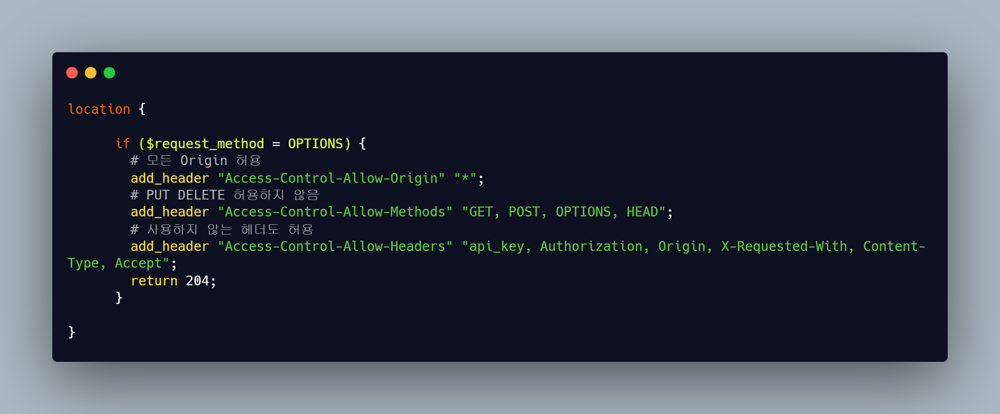 location {
if ($request_method = OPTIONS) {
# 모든 Origin 허용
add_header "Access-Control-Allow-Origin" "*";
# PUT DELETE 허용하지 않음
add_header "Access-Control-Allow-Methods" "GET, POST, OPTIONS, HEAD";
# 사용하지 않는 헤더도 허용
add_header "Access-Control-Allow-Headers" "api_key, Authorization, Origin, X-Requested-With, Content-
Type, Accept";
return 204;
}
}